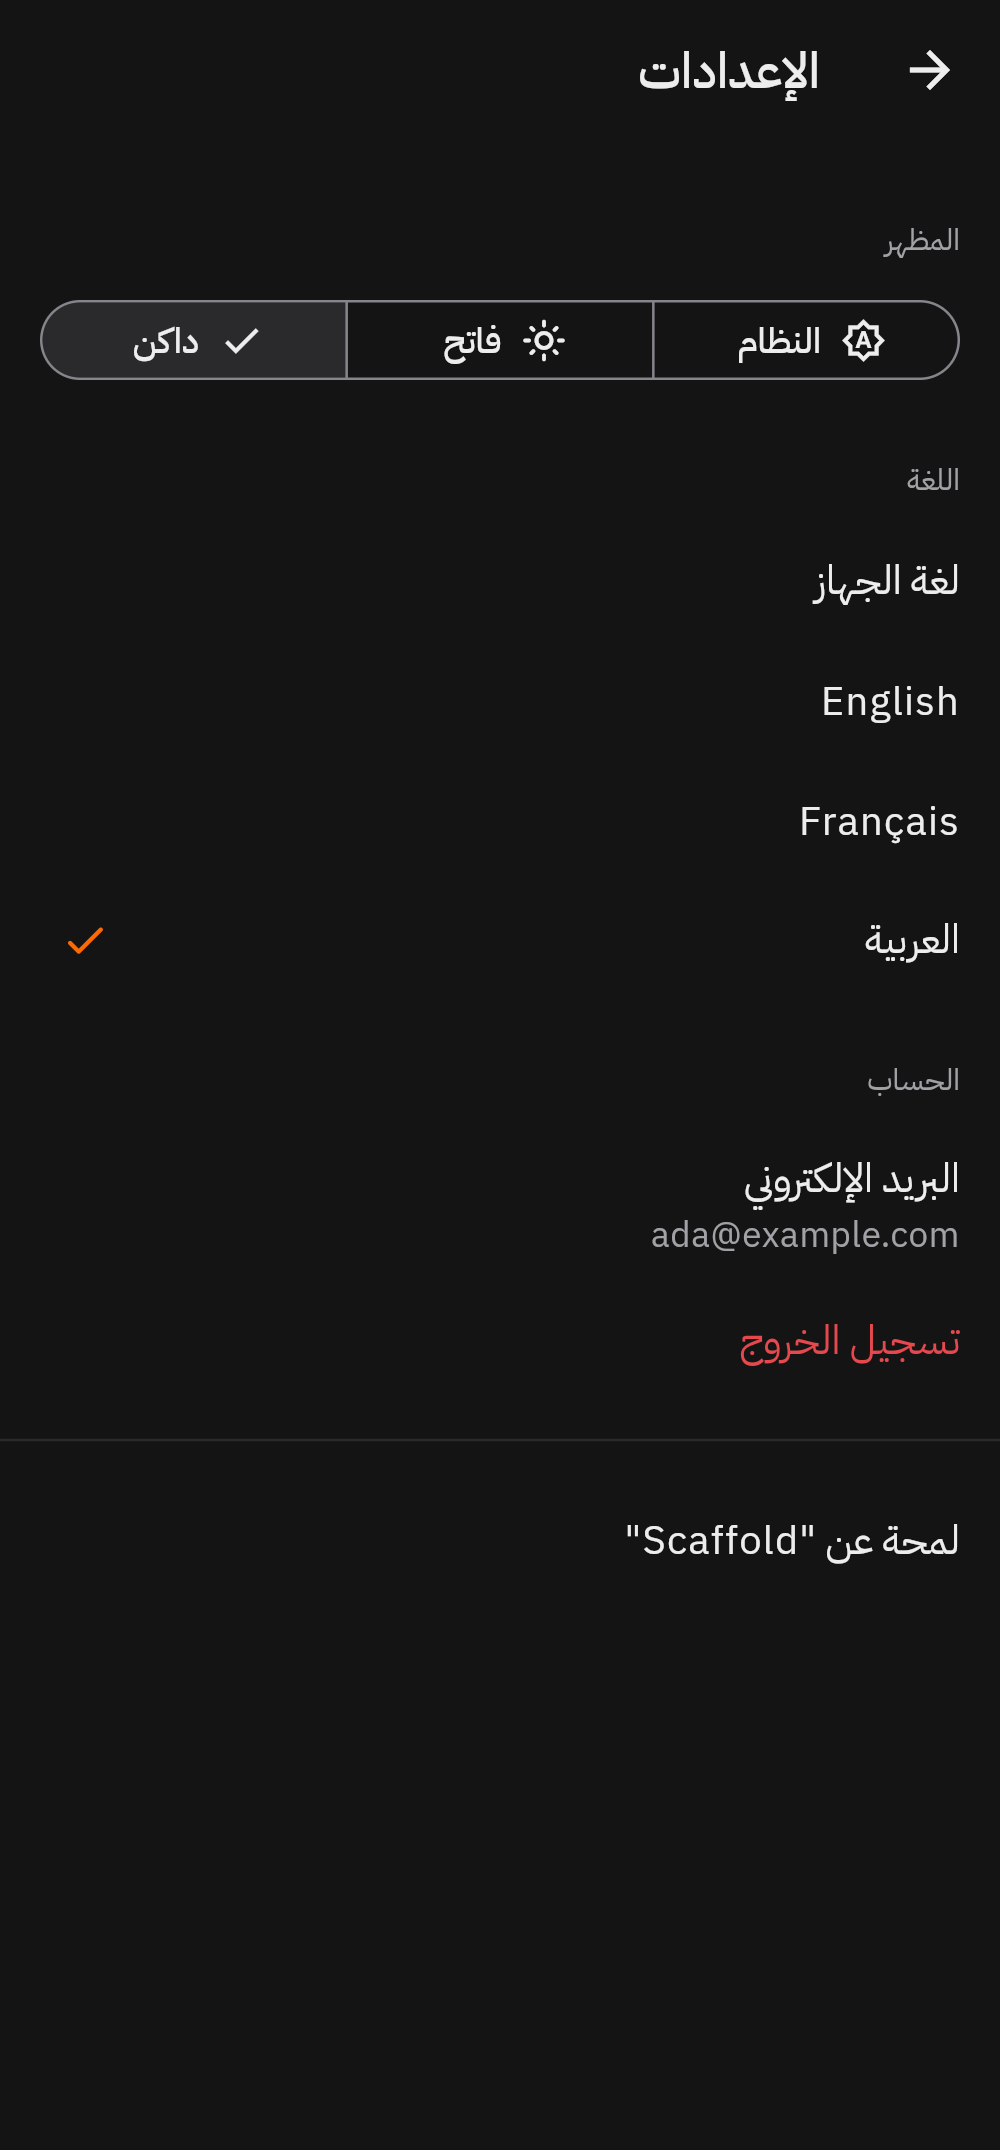 الإعدادات
المظهر
النظام
فاتح
داكن
اللغة
لغة الجهاز
English
Français
العربية
الحساب
البريد الإلكتروني
ada@example.com
تسجيل الخروج
لمحة عن "Scaffold"